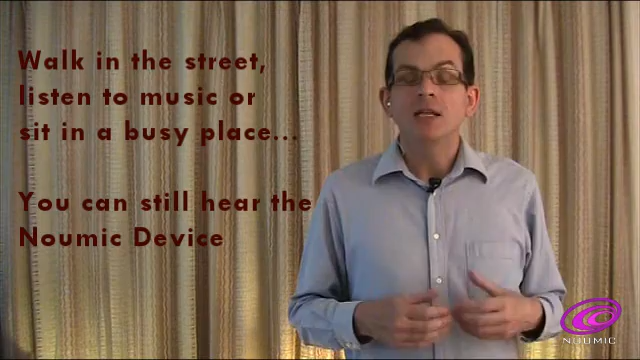 Walk in the street,
listen to music or
sit in a busy place...
You can still hear the
Noumic Device
NOUMIC